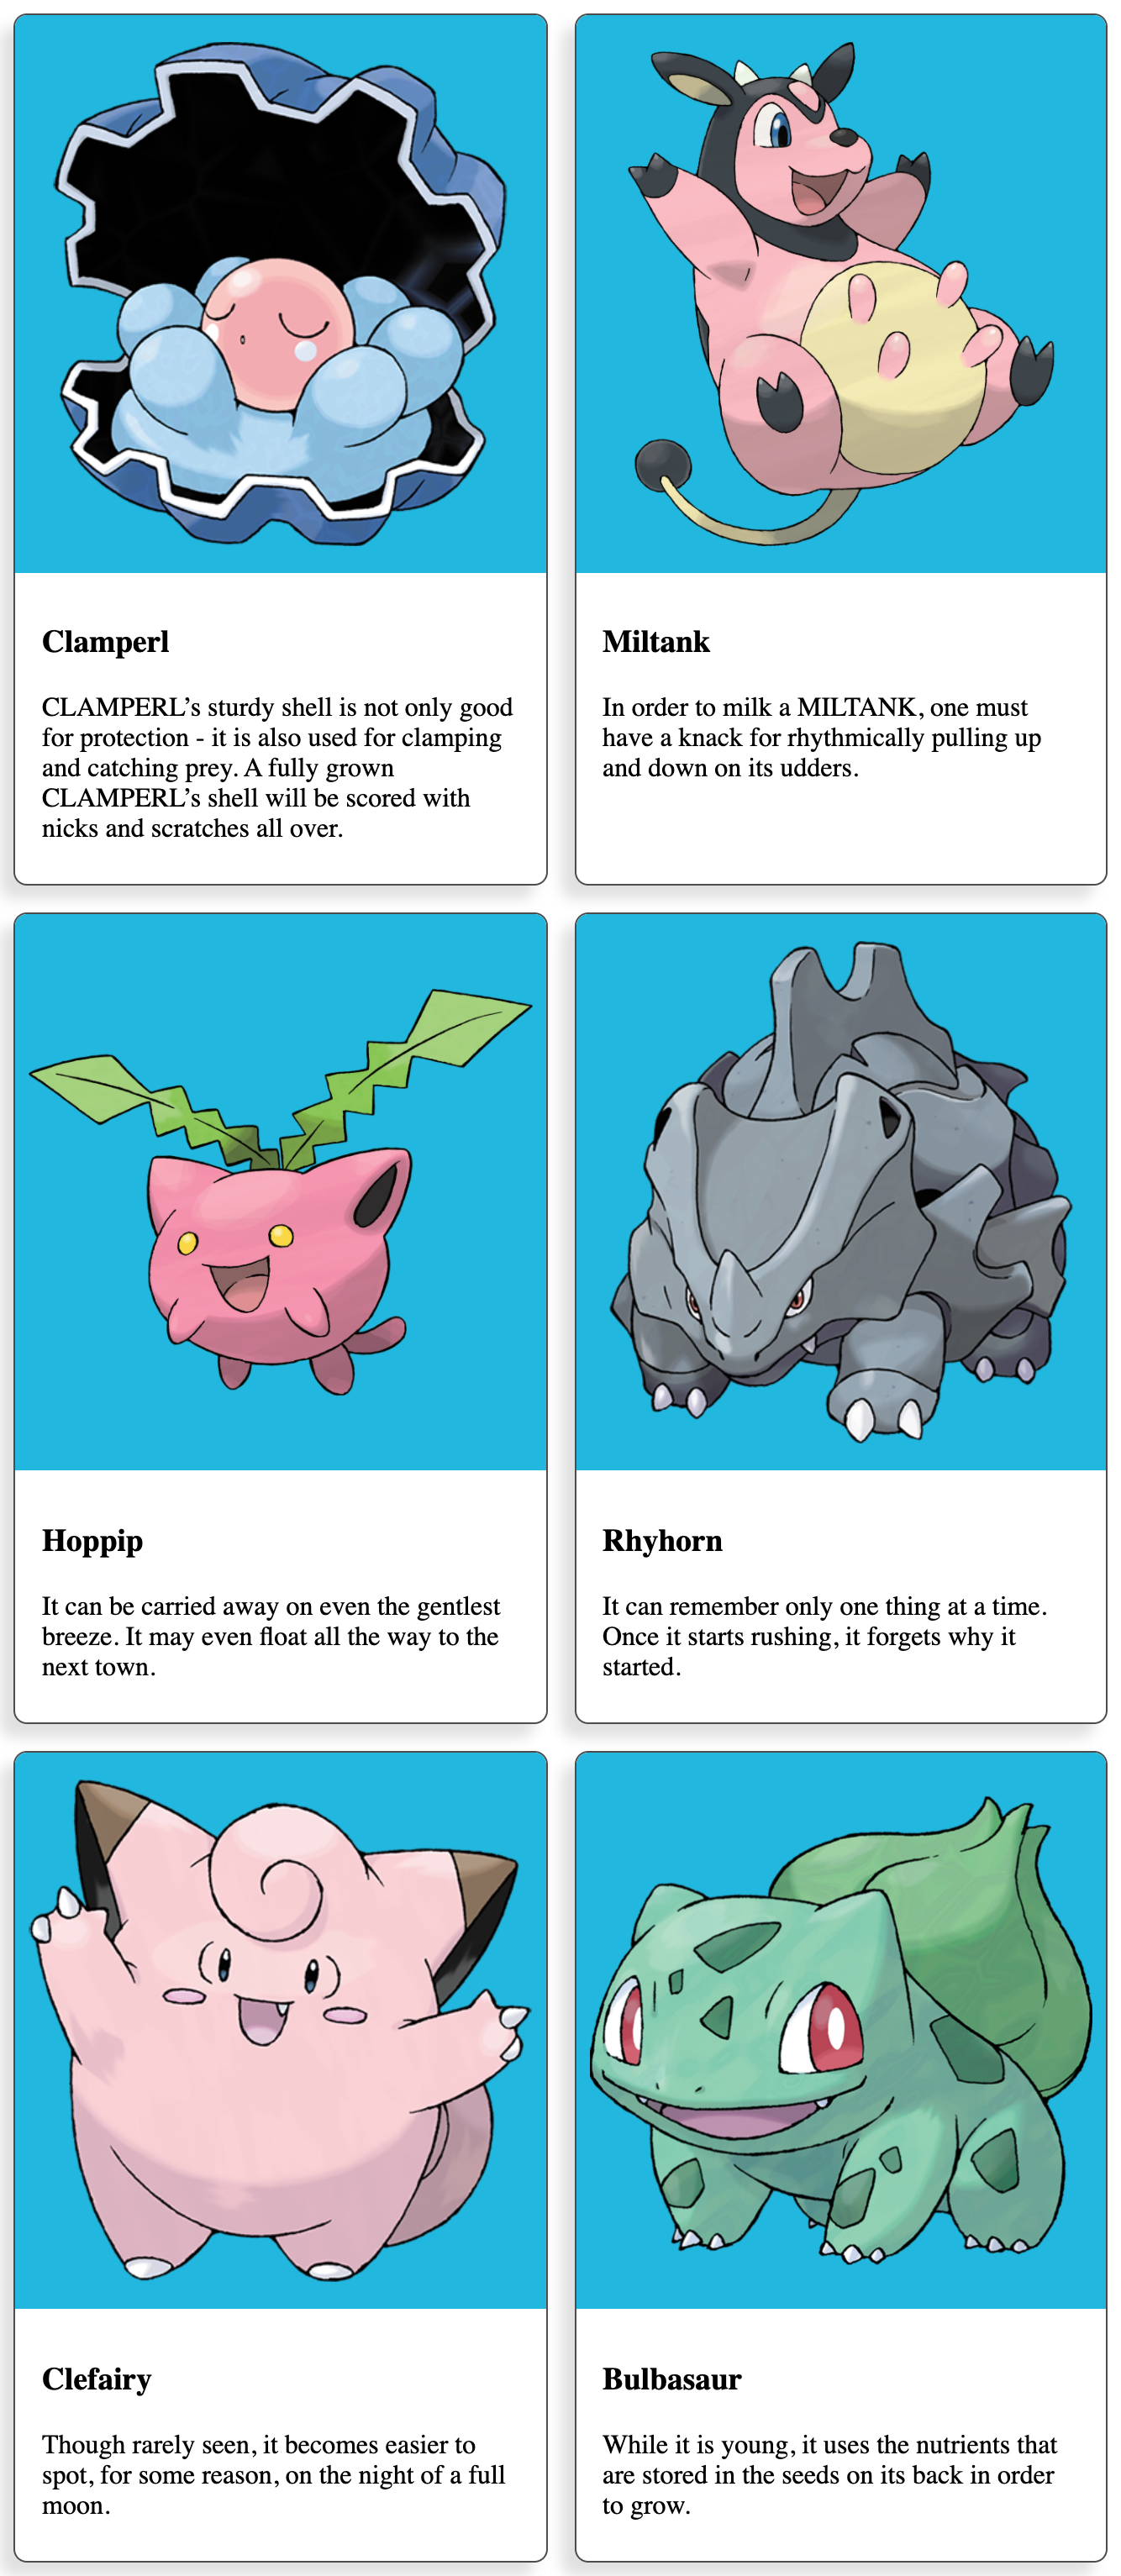 Clamperl
CLAMPERL’s sturdy shell is not only good
for protection - it is also used for clamping
and catching prey. A fully grown
CLAMPERL’s shell will be scored with
nicks and scratches all over.
Miltank
In order to milk a MILTANK, one must
have a knack for rhythmically pulling up
and down on its udders.
Hoppip
It can be carried away on even the gentlest
breeze. It may even float all the way to the
next town.
Rhyhorn
It can remember only one thing at a time.
Once it starts rushing, it forgets why it
started.
Clefairy
Though rarely seen, it becomes easier to
spot, for some reason, on the night of a full
moon.
Bulbasaur
While it is young, it uses the nutrients that
are stored in the seeds on its back in order
to grow.